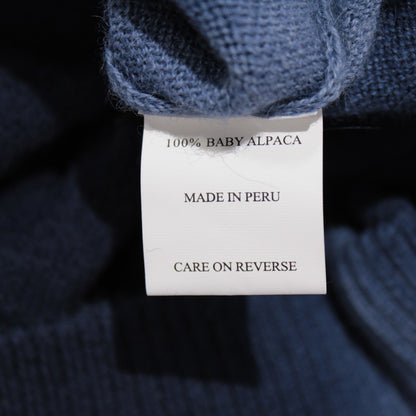 100% BABY ALPACA
MADE IN PERU
CARE ON REVERSE